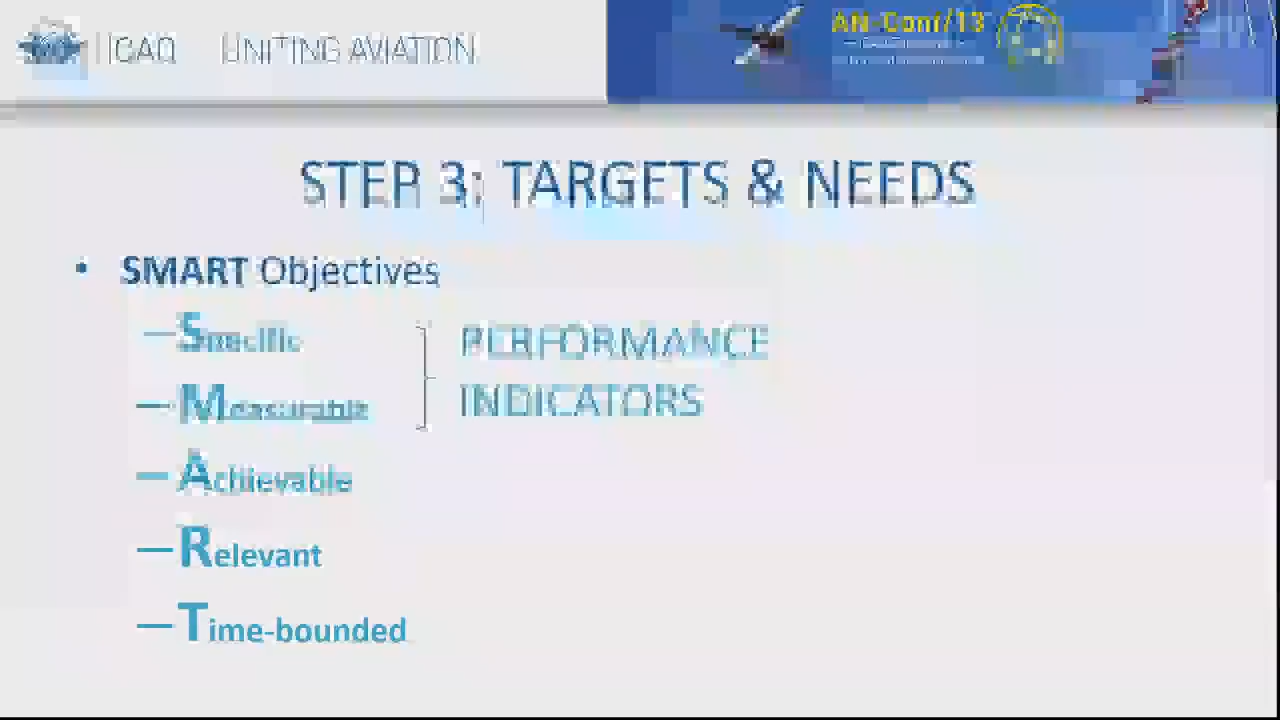 ICAO UNITING AVIATION
AN-Conf/13
STEP 3: TARGETS & NEEDS
• SMART Objectives
—Specific
—Measurable
PERFORMANCE
INDICATORS
—Achievable
—Relevant
—Time-bounded